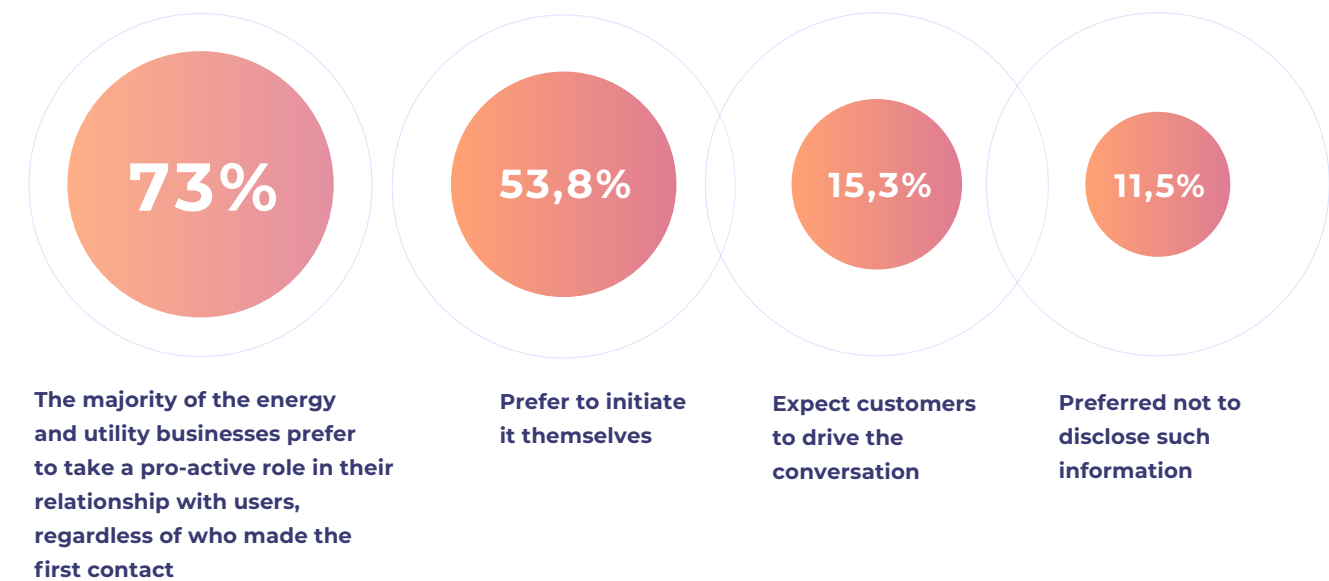 73%
53,8%
15,3%
11,5%
The majority of the energy
and utility businesses prefer
to take a pro-active role in their
relationship with users,
regardless of who made the
first contact
Prefer to initiate
it themselves
Expect customers
to drive the
conversation
Preferred not to
disclose such
information